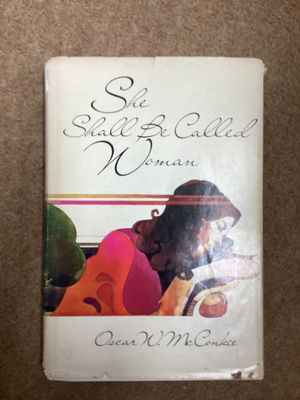 She
Shall Be Called
Woman
Oscar W. McConkie